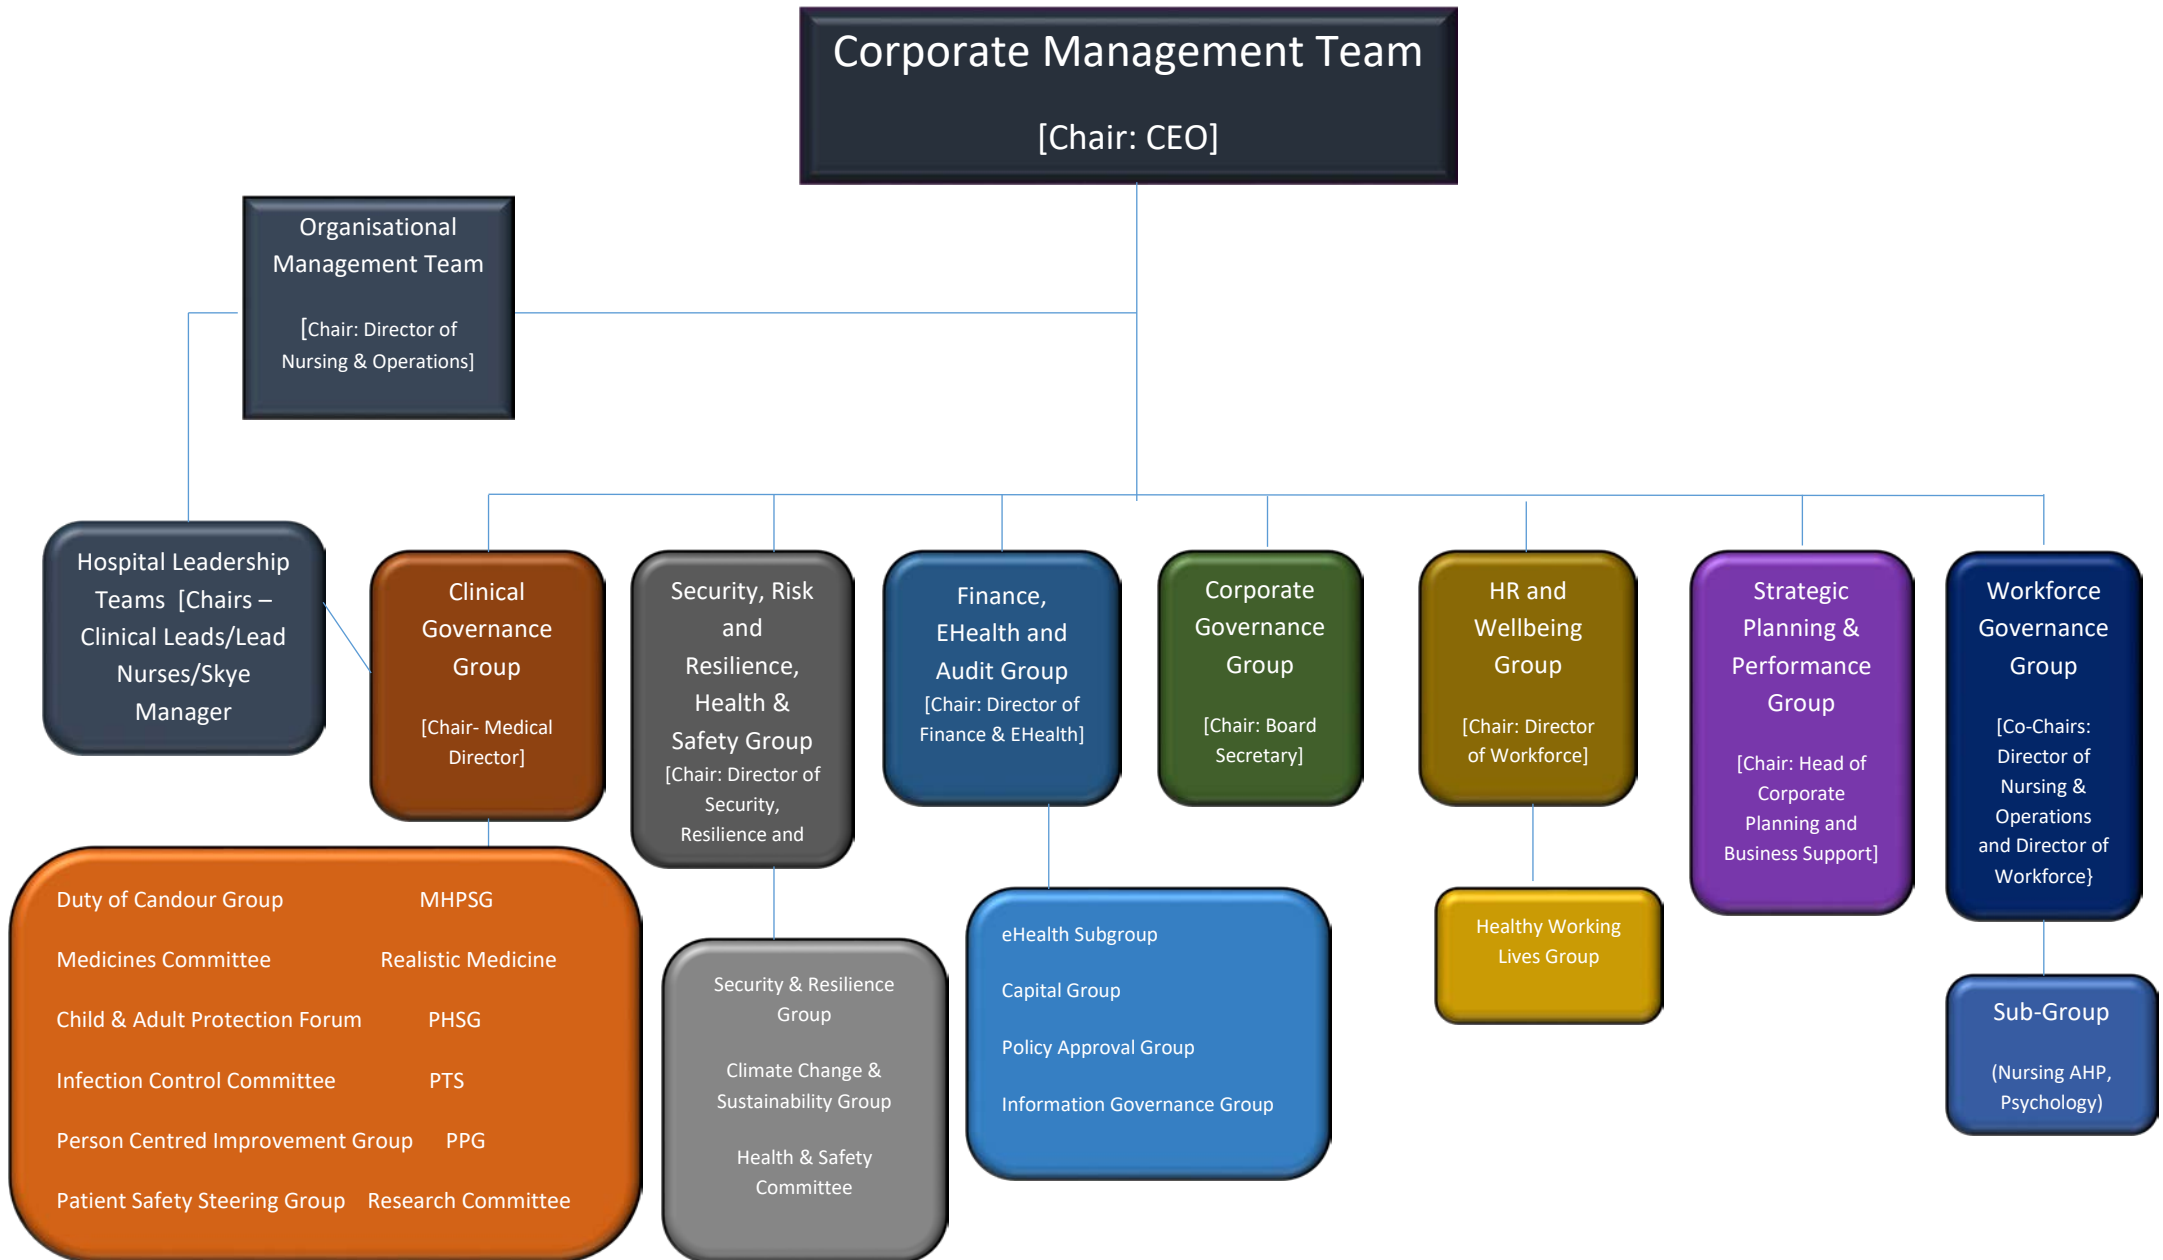 Corporate Management Team
[Chair: CEO]
Organisational
Management Team
[Chair: Director of
Nursing & Operations]
Hospital Leadership
Teams [Chairs –
Clinical Leads/Lead
Nurses/Skye
Manager
Clinical
Governance
Group
[Chair- Medical
Director]
Security, Risk
and
Resilience,
Health &
Safety Group
[Chair: Director of
Security,
Resilience and
Finance,
EHealth and
Audit Group
[Chair: Director of
Finance & EHealth]
Corporate
Governance
Group
[Chair: Board
Secretary]
HR and
Wellbeing
Group
[Chair: Director
of Workforce]
Strategic
Planning &
Performance
Group
[Chair: Head of
Corporate
Planning and
Business Support]
Workforce
Governance
Group
[Co-Chairs:
Director of
Nursing &
Operations
and Director of
Workforce}
Duty of Candour Group MHPSG
Medicines Committee Realistic Medicine
Child & Adult Protection Forum PHSG
Infection Control Committee PTS
Person Centred Improvement Group PPG
Patient Safety Steering Group Research Committee
Security & Resilience
Group
Climate Change &
Sustainability Group
Health & Safety
Committee
eHealth Subgroup
Capital Group
Policy Approval Group
Information Governance Group
Healthy Working
Lives Group
Sub-Group
(Nursing AHP,
Psychology)